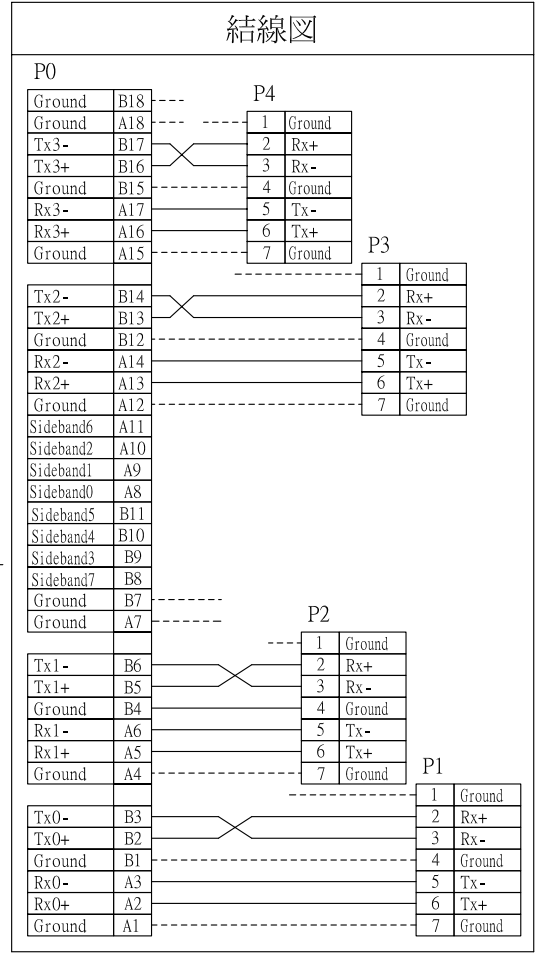 結線図
P0
Ground B18
Ground A18
Tx3- B17
Tx3+ B16
Ground B15
Rx3- A17
Rx3+ A16
Ground A15
Tx2- B14
Tx2+ B13
Ground B12
Rx2- A14
Rx2+ A13
Ground A12
Sideband6 A11
Sideband2 A10
Sideband1 A9
Sideband0 A8
Sideband5 B11
Sideband4 B10
Sideband3 B9
Sideband7 B8
Ground B7
Ground A7
Tx1- B6
Tx1+ B5
Ground B4
Rx1- A6
Rx1+ A5
Ground A4
Tx0- B3
Tx0+ B2
Ground B1
Rx0- A3
Rx0+ A2
Ground A1
P4
1 Ground
2 Rx+
3 Rx-
4 Ground
5 Tx-
6 Tx+
7 Ground
P3
1 Ground
2 Rx+
3 Rx-
4 Ground
5 Tx-
6 Tx+
7 Ground
P2
1 Ground
2 Rx+
3 Rx-
4 Ground
5 Tx-
6 Tx+
7 Ground
P1
1 Ground
2 Rx+
3 Rx-
4 Ground
5 Tx-
6 Tx+
7 Ground